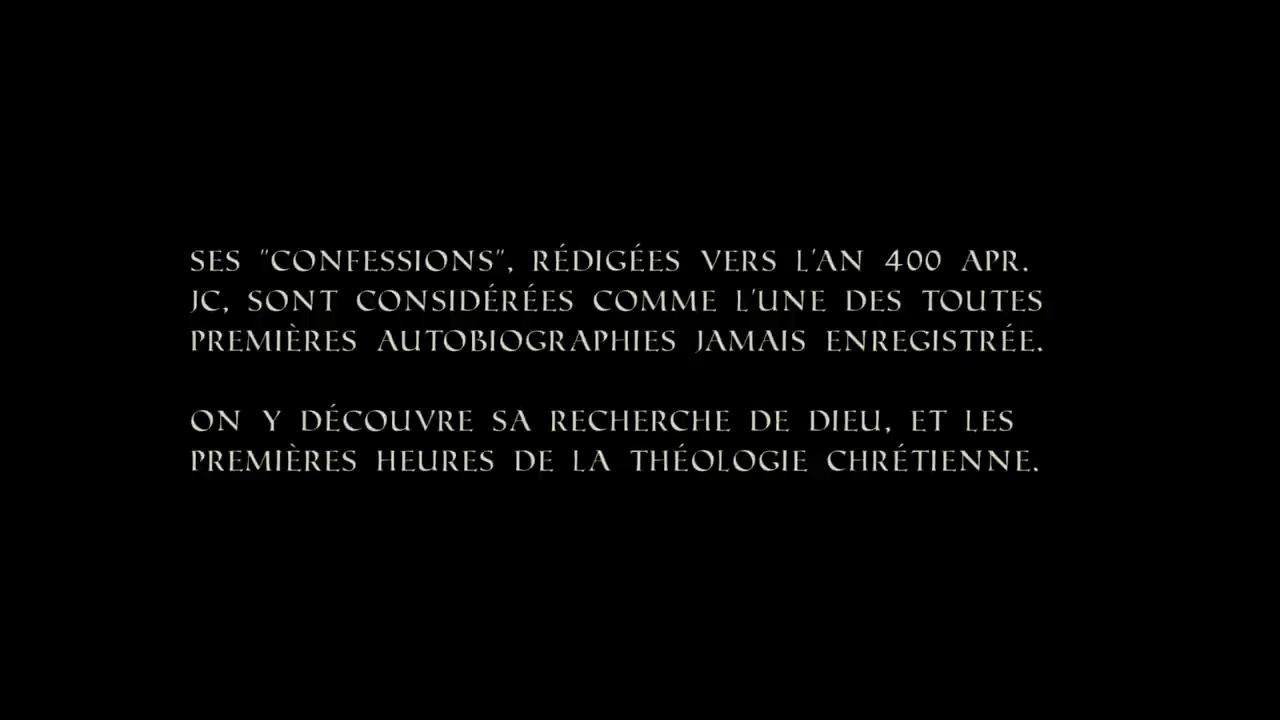 SES "CONFESSIONS", RÉDIGÉES VERS L'AN 400 APR.
JC, SONT CONSIDÉRÉES COMME L'UNE DES TOUTES
PREMIÈRES AUTOBIOGRAPHIES JAMAIS ENREGISTRÉE.
ON Y DÉCOUVRE SA RECHERCHE DE DIEU, ET LES
PREMIÈRES HEURES DE LA THÉOLOGIE CHRÉTIENNE.